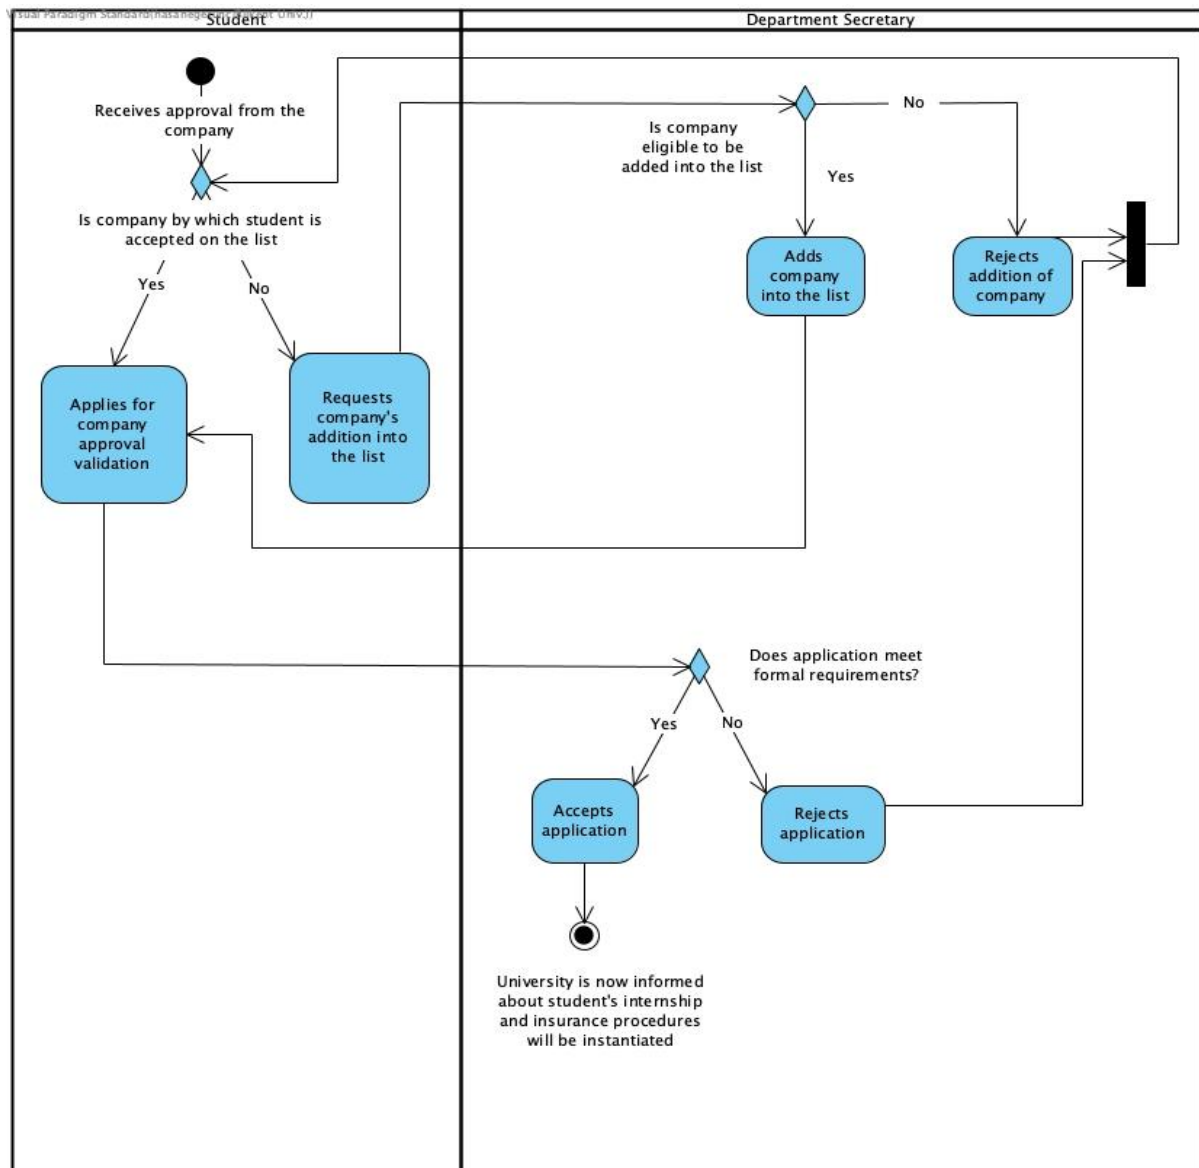 Visual Paradigm Standard
Student
Department Secretary
Receives approval from the
company
Is company by which student is
accepted on the list
Yes
No
Is company
eligible to be
added into the list
No
Yes
Adds
company
into the list
Rejects
addition of
company
Applies for
company
approval
validation
Requests
company's
addition into
the list
Does application meet
formal requirements?
Yes
No
Accepts
application
Rejects
application
University is now informed
about student's internship
and insurance procedures
will be instantiated